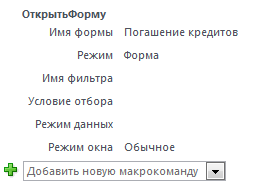 ОткрытьФорму
Имя формы Погашение кредитов
Режим Форма
Имя фильтра
Условие отбора
Режим данных
Режим окна Обычное
Добавить новую макрокоманду